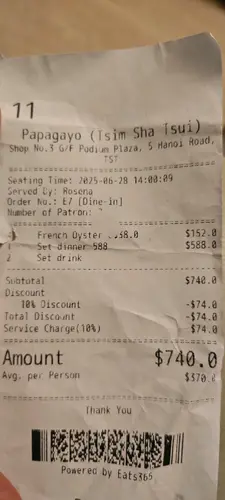 11
Papagayo (Tsim Sha Tsui)
Shop No.3 G/F Podium Plaza, 5 Hanoi Road,
TST
Seating Time: 2025-06-28 14:00:09
Served By: Rosena
Order No.: E7 [Dine-in]
Number of Patron:
French Oyster $152.0
1 Set dinner 588 $588.0
2 Set drink
Subtotal $740.0
Discount
10% Discount -$74.0
Total Discount -$74.0
Service Charge(10%) $74.0
Amount $740.0
Avg. per Person $370.0
Thank You
Powered by Eats365